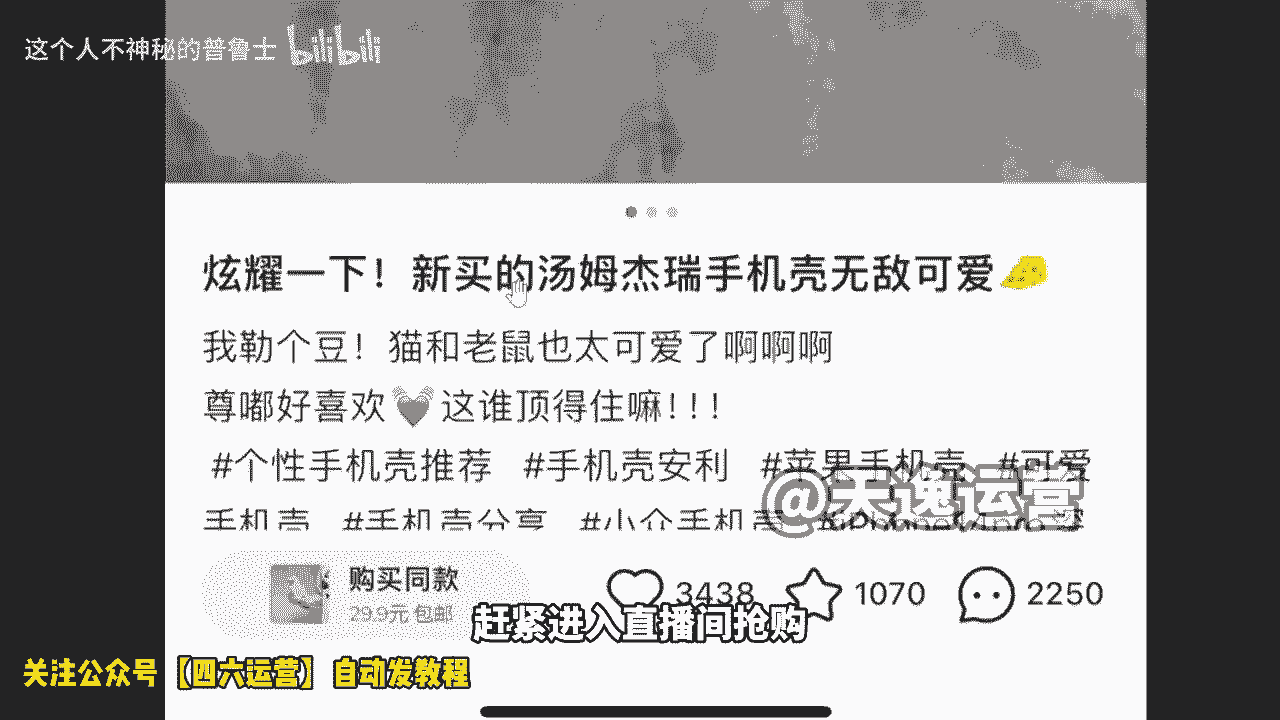 这个人不神秘的普鲁士 bilibili
炫耀一下！新买的汤姆杰瑞手机壳无敌可爱
我勒个豆！猫和老鼠也太可爱了啊啊啊
尊嘟好喜欢这谁顶得住嘛!!!
#个性手机壳推荐 #手机壳安利 #苹果手机壳 #可爱
@天逸运营
手机壳 #手机壳分享 #小众手机壳 #iPhone14pro
购买同款
29.9元 包邮
3438 1070 2250
赶紧进入直播间抢购
关注公众号【四六运营】自动发教程